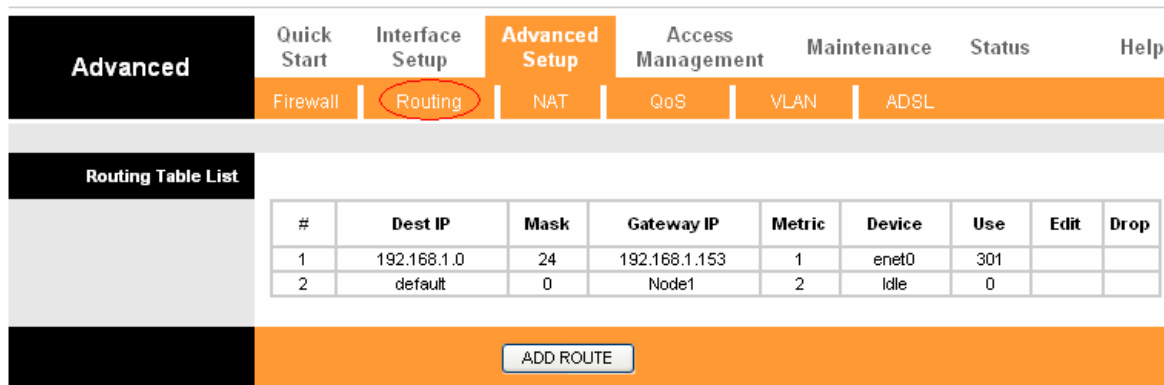 Advanced
Quick Start
Interface Setup
Advanced Setup
Access Management
Maintenance
Status
Help
Firewall
Routing
NAT
QoS
VLAN
ADSL
Routing Table List
# Dest IP Mask Gateway IP Metric Device Use Edit Drop
1 192.168.1.0 24 192.168.1.153 1 enet0 301
2 default 0 Node1 2 Idle 0
ADD ROUTE